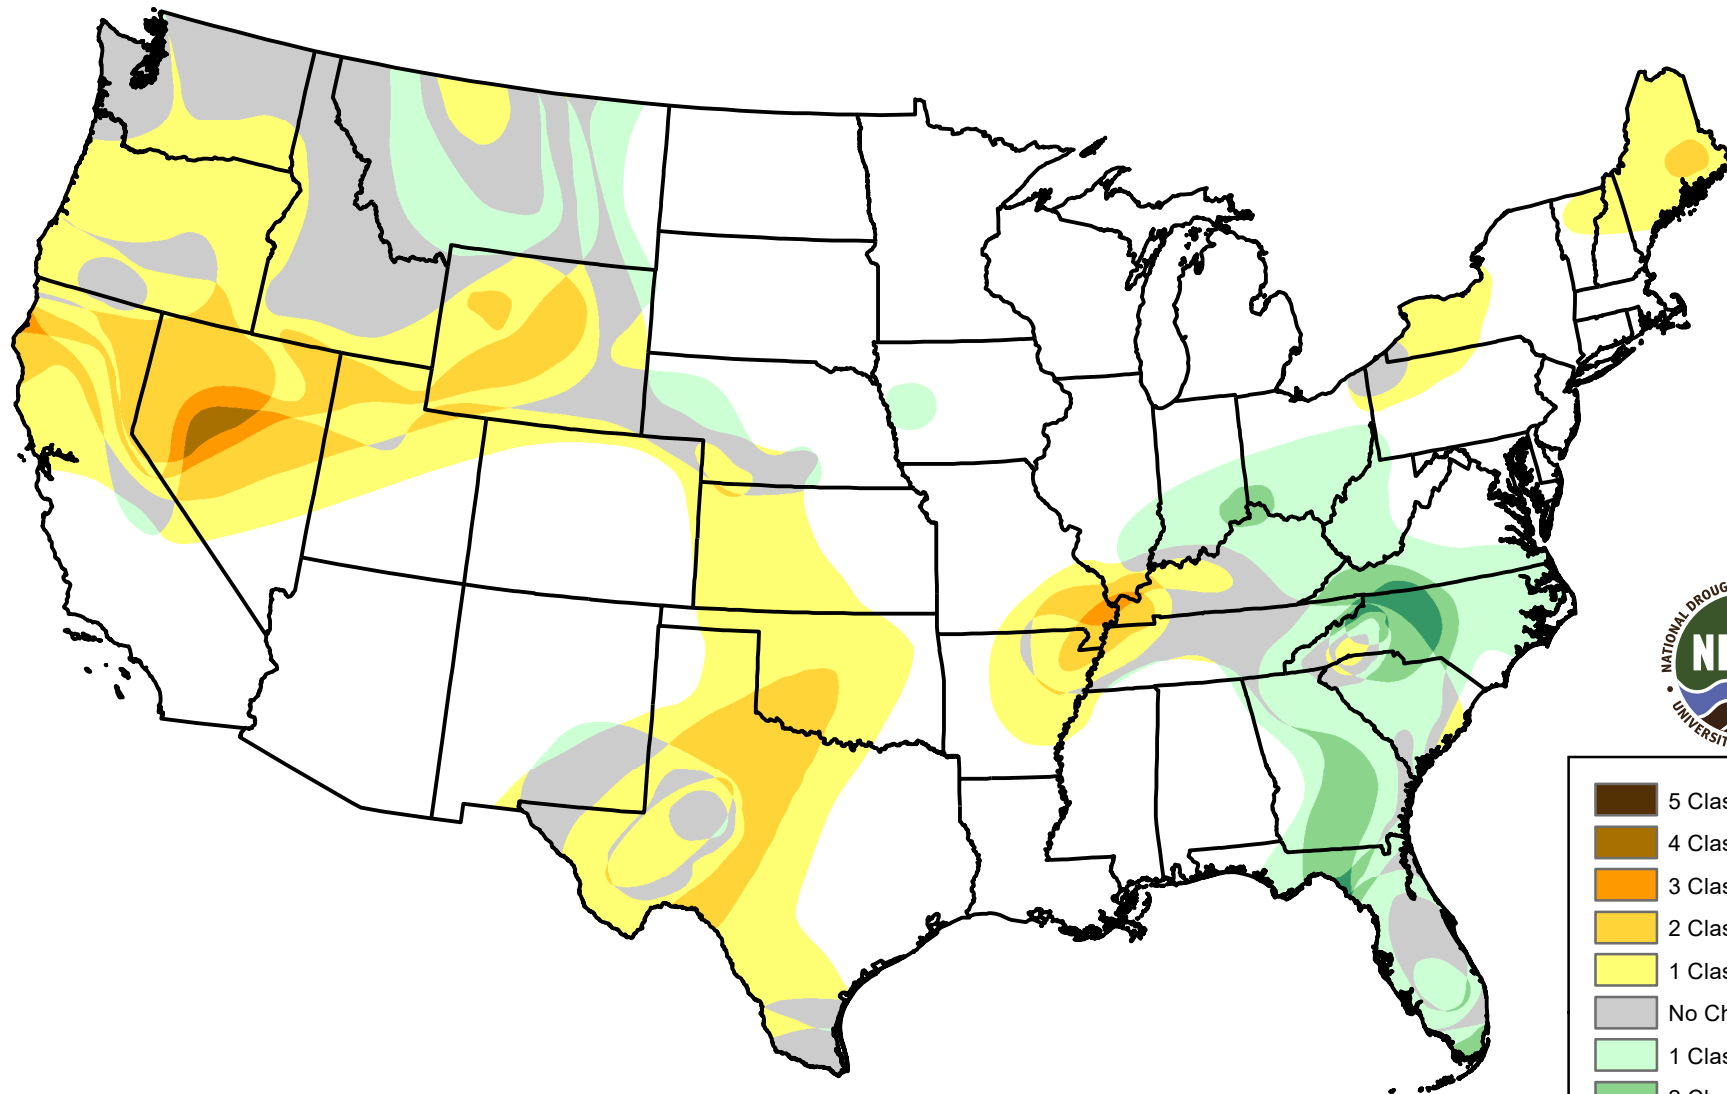 NATIONAL DROUG
N
UNIVERSIT
5 Clas
4 Clas
3 Clas
2 Clas
1 Clas
No Ch
1 Clas